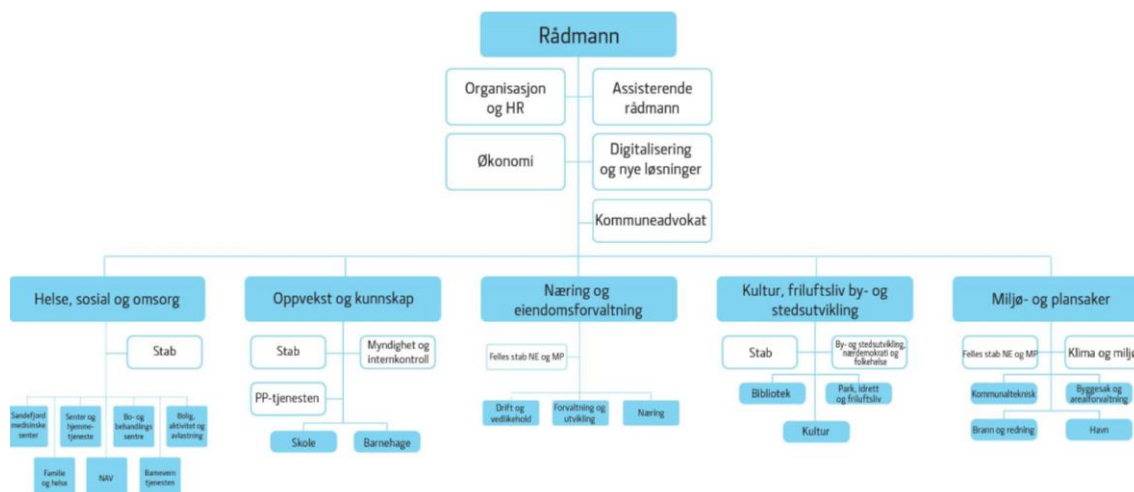 Rådmann
Organisasjon
og HR
Assisterende
rådmann
Økonomi
Digitalisering
og nye løsninger
Kommuneadvokat
Helse, sosial og omsorg
Oppvekst og kunnskap
Næring og
eiendomsforvaltning
Kultur, friluftsliv by- og
stedsutvikling
Miljø- og plansaker
Stab
Stab
Myndighet og
internkontroll
PP-tjenesten
Felles stab NE og MP
Stab
By- og stedsutvikling,
nærdemokrati og
folkehelse
Felles stab NE og MP
Klima og miljø
Sandefjord
medisinske
senter
Senter og
hjemme-
tjeneste
Bo- og
behandlings
sentre
Bolig,
aktivitet og
avlastning
Familie
og helse
NAV
Barnevern
tjenesten
Skole
Barnehage
Drift og
vedlikehold
Forvaltning og
utvikling
Næring
Bibliotek
Park, idrett
og friluftsliv
Kultur
Kommunalteknisk
Byggesak og
arealforvaltning
Brann og redning
Havn